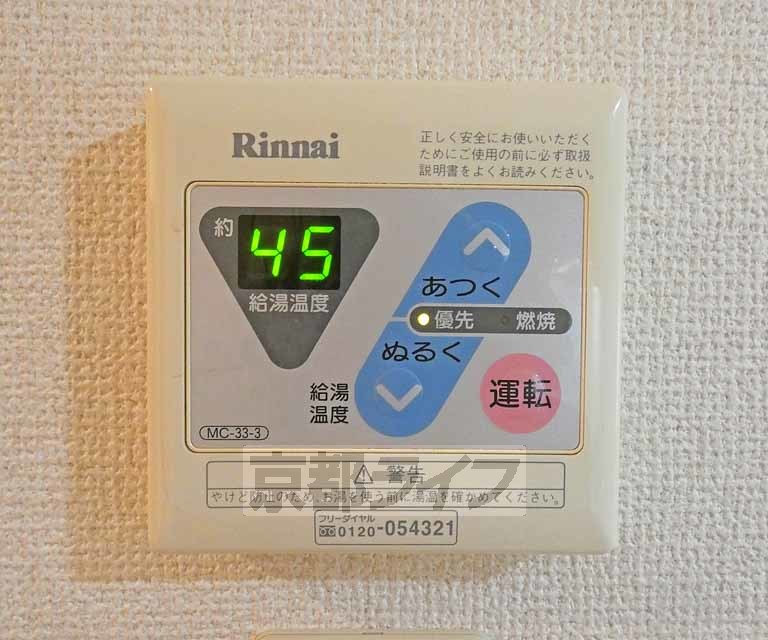 Rinnai
正しく安全にお使いいただく
ためにご使用の前に必ず取扱
説明書をよくお読みください。
約 45
給湯温度
あつく
優先 燃焼
ぬるく
給湯
温度
運転
MC-33-3
警告
やけど防止のため、お湯を使う前に湯温を確かめてください。
京都ライフ
フリーダイヤル
0120-054321